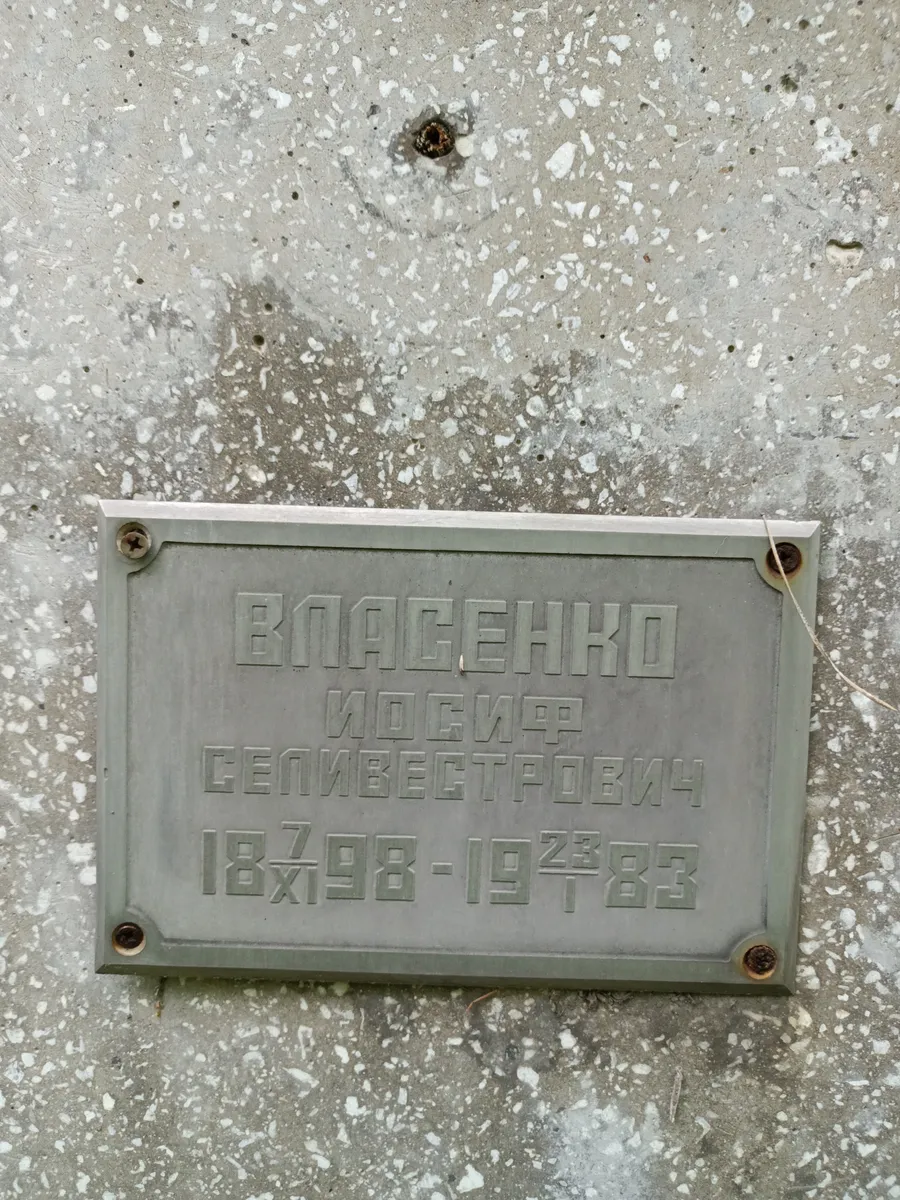 ВЛАСЕНКО
ИОСИФ
СЕЛИВЕСТРОВИЧ
18 7/XI 98 - 19 23/I 83